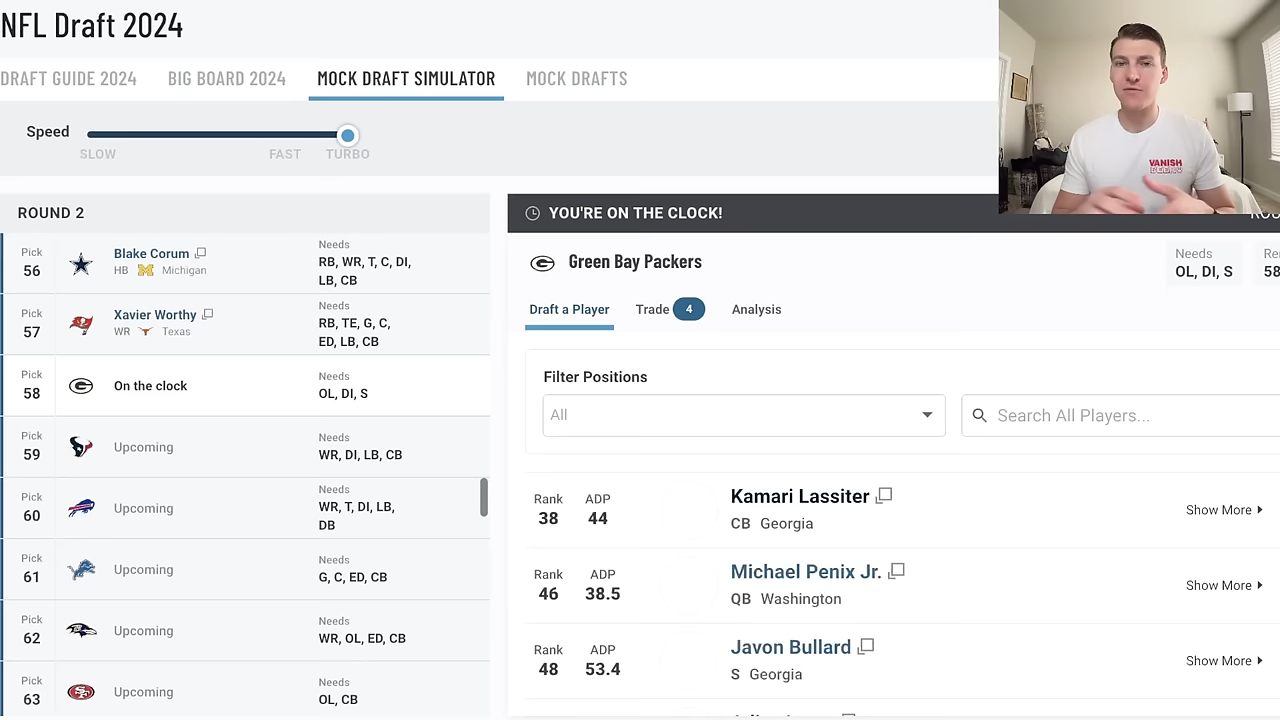 NFL Draft 2024
DRAFT GUIDE 2024
BIG BOARD 2024
MOCK DRAFT SIMULATOR
MOCK DRAFTS
Speed
SLOW
FAST
TURBO
VANISH
ROUND 2
Pick
56
Blake Corum
HB Michigan
Needs
RB, WR, T, C, DI,
LB, CB
Pick
57
Xavier Worthy
WR Texas
Needs
RB, TE, G, C,
ED, LB, CB
Pick
58
On the clock
Needs
OL, DI, S
Pick
59
Upcoming
Needs
WR, DI, LB, CB
Pick
60
Upcoming
Needs
WR, T, DI, LB,
DB
Pick
61
Upcoming
Needs
G, C, ED, CB
Pick
62
Upcoming
Needs
WR, OL, ED, CB
Pick
63
Upcoming
Needs
OL, CB
YOU'RE ON THE CLOCK!
Green Bay Packers
Needs
OL, DI, S
58
Draft a Player
Trade 4
Analysis
Filter Positions
All
Search All Players...
Rank
38
ADP
44
Kamari Lassiter
CB Georgia
Show More
Rank
46
ADP
38.5
Michael Penix Jr.
QB Washington
Show More
Rank
48
ADP
53.4
Javon Bullard
S Georgia
Show More